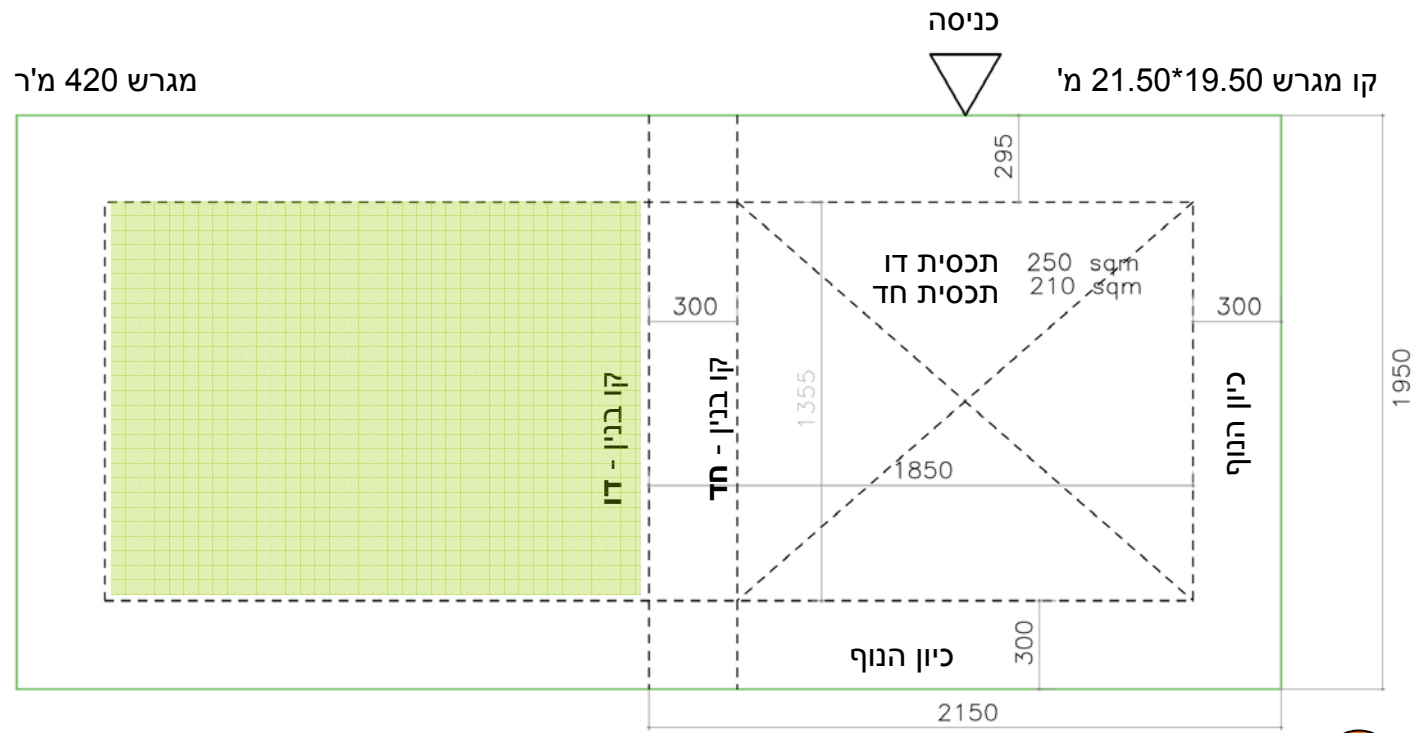 כניסה
מגרש 420 מ'ר
קו מגרש 19.50*21.50 מ'
295
תכסית דו 250 sqm
תכסית חד 210 sqm
300
300
קו בנין - דו
קו בנין - חד
1355
כיון הנוף
1950
1850
כיון הנוף
300
2150